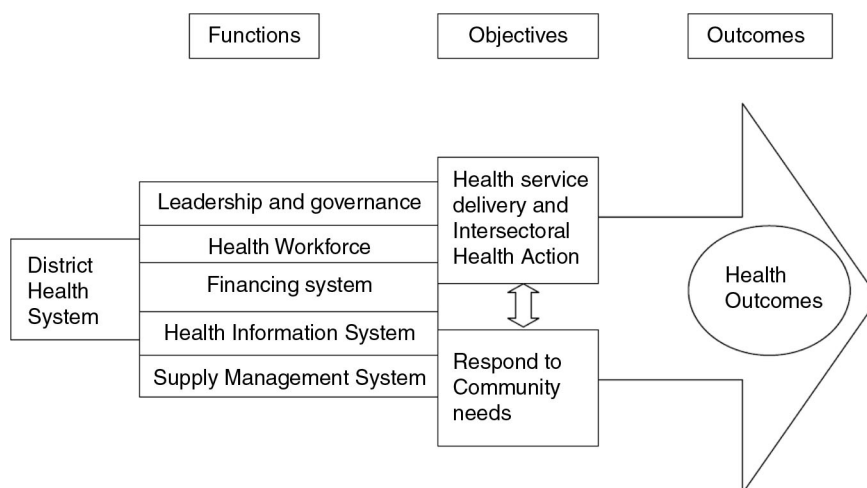 Functions
Objectives
Outcomes
District
Health
System
Leadership and governance
Health Workforce
Financing system
Health Information System
Supply Management System
Health service
delivery and
Intersectoral
Health Action
Respond to
Community
needs
Health
Outcomes